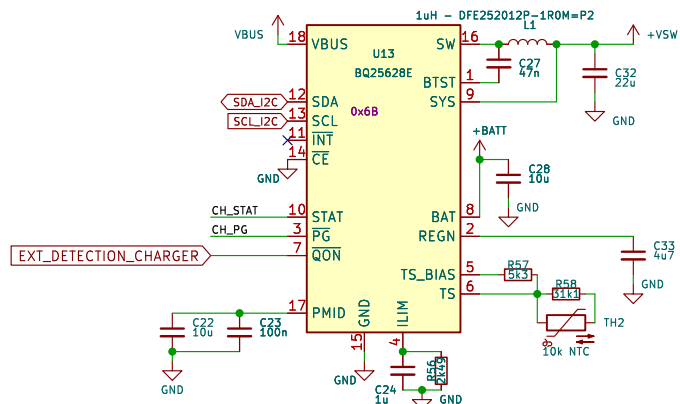 1uH - DFE252012P-1R0M=P2
L1
VBUS
+VSW
18
VBUS
U13
BQ25628E
SW
16
C27
47n
C32
22u
BTST
1
SDA_I2C
12
SDA
0x6B
SYS
9
SCL_I2C
13
SCL
GND
11
INT
+BATT
14
CE
GND
C28
10u
CH_STAT
10
STAT
BAT
8
GND
CH_PG
3
PG
REGN
2
EXT_DETECTION_CHARGER
7
QON
C33
4u7
TS_BIAS
5
R57
5k3
TS
6
R58
31k1
GND
17
PMID
GND
ILIM
TH2
C22
10u
C23
100n
15
4
10k NTC
GND
GND
C24
1u
R56
2k49
GND